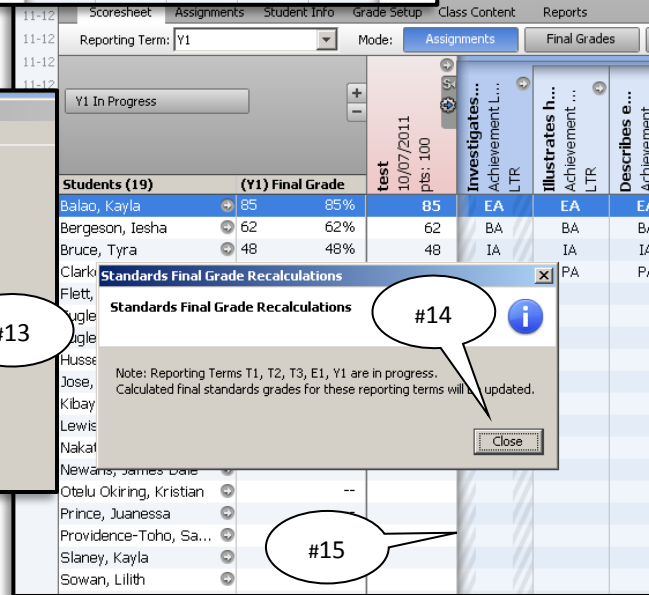 11-12
Scoresheet Assignments Student Info Grade Setup Class Content Reports
11-12
Reporting Term: Y1 Mode: Assignments Final Grades
11-12
11-12
Y1 In Progress
+
−
test
10/07/2011
pts: 100
Investigates...
Achievement L...
LTR
Illustrates h...
Achievement ...
LTR
Describes e...
Achievement
LTR
Students (19) (Y1) Final Grade
Balao, Kayla 85 85% 85 EA EA
Bergeson, Iesha 62 62% 62 BA BA
Bruce, Tyra 48 48% 48 IA IA
PA
Standards Final Grade Recalculations
Flett,
Standards Final Grade Recalculations
#14
#13
Jose,
Note: Reporting Terms T1, T2, T3, E1, Y1 are in progress.
Calculated final standards grades for these reporting terms will updated.
Close
Newans, James Dale
Otelu Okiring, Kristian --
Prince, Juanessa
Providence-Toho, Sa...
#15
Slaney, Kayla
Sowan, Lilith